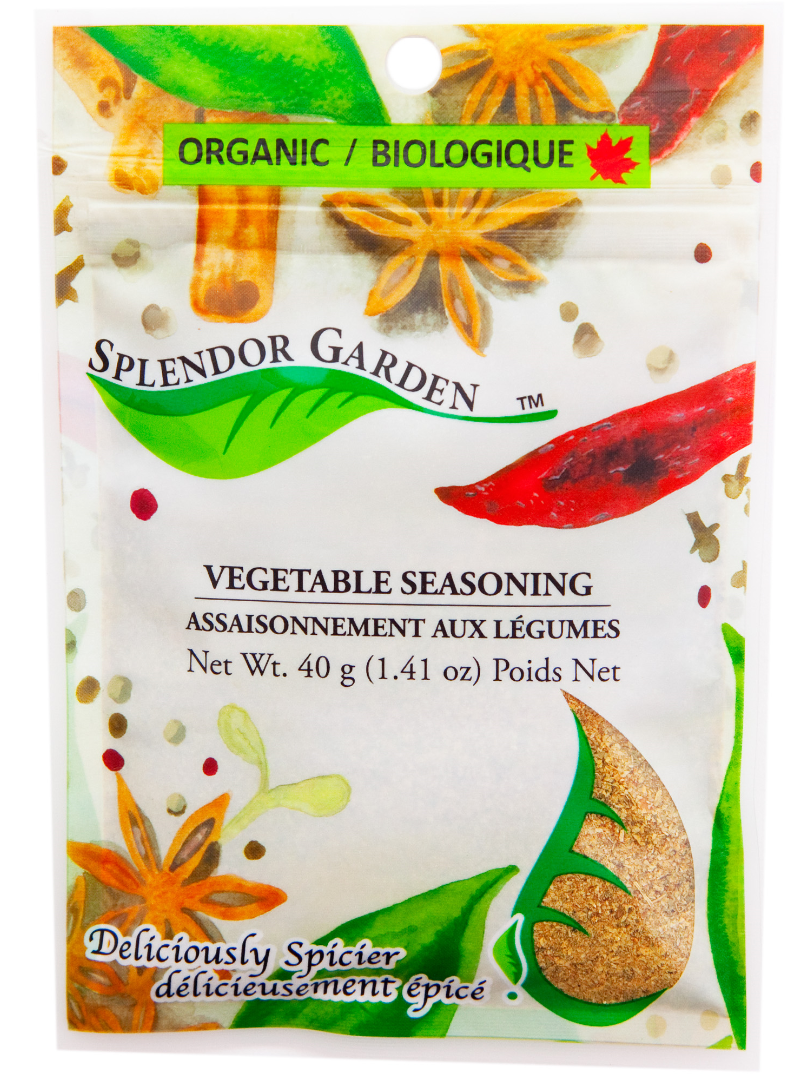 ORGANIC / BIOLOGIQUE
SPLENDOR GARDEN TM
VEGETABLE SEASONING
ASSAISONNEMENT AUX LÉGUMES
Net Wt. 40 g (1.41 oz) Poids Net
Deliciously Spicier
délicieusement épicé !